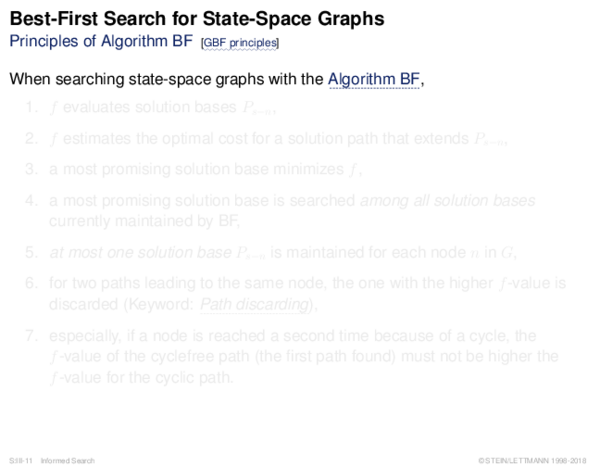 Best-First Search for State-Space Graphs
Principles of Algorithm BF [GBF principles]
When searching state-space graphs with the Algorithm BF,
1. f evaluates solution bases P_{s−n},
2. f estimates the optimal cost for a solution path that extends P_{s−n},
3. a most promising solution base minimizes f,
4. a most promising solution base is searched among all solution bases
currently maintained by BF,
5. at most one solution base P_{s−n} is maintained for each node n in G,
6. for two paths leading to the same node, the one with the higher f-value is
discarded (Keyword: Path discarding),
7. especially, if a node is reached a second time because of a cycle, the
f-value of the cyclefree path (the first path found) must not be higher the
f-value for the cyclic path.
S:III-11 Informed Search
©STEIN/LETTMANN 1998-2018